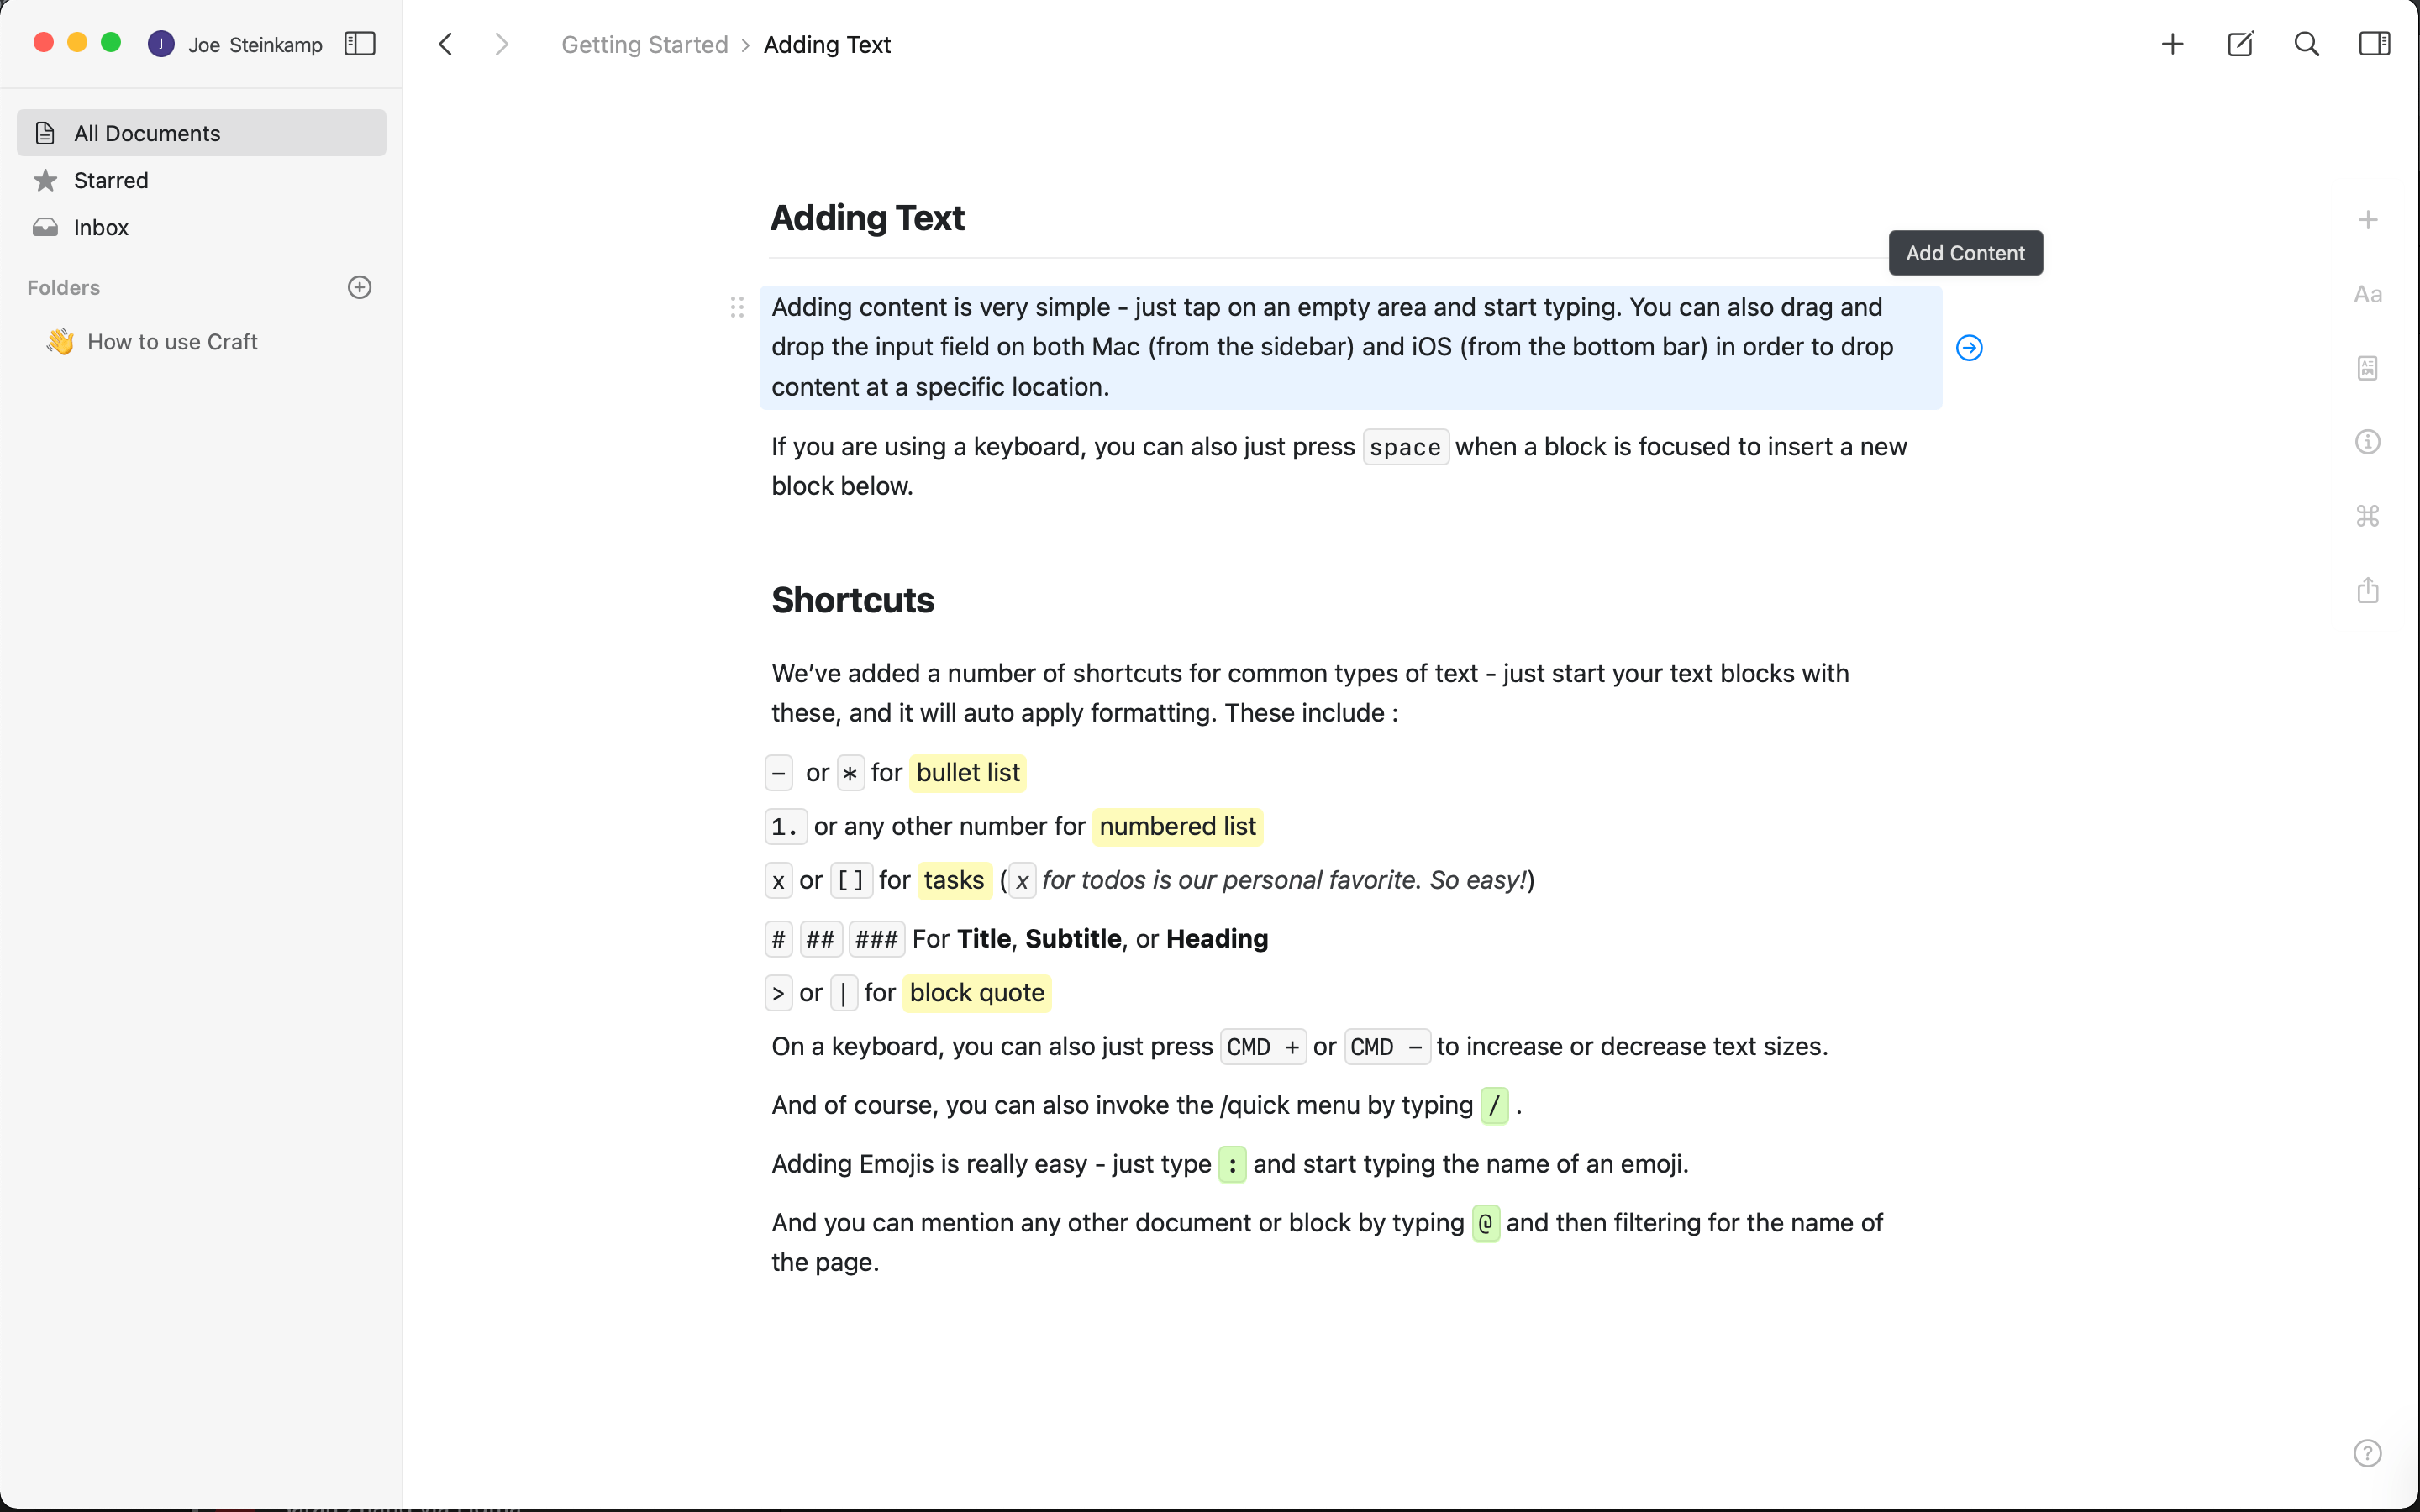 J Joe Steinkamp
Getting Started › Adding Text
All Documents
Starred
Inbox
Folders
How to use Craft
Adding Text
Add Content
Adding content is very simple - just tap on an empty area and start typing. You can also drag and
drop the input field on both Mac (from the sidebar) and iOS (from the bottom bar) in order to drop
content at a specific location.
If you are using a keyboard, you can also just press space when a block is focused to insert a new
block below.
Shortcuts
We’ve added a number of shortcuts for common types of text - just start your text blocks with
these, and it will auto apply formatting. These include :
- or * for bullet list
1. or any other number for numbered list
x or [] for tasks (x for todos is our personal favorite. So easy!)
# ## ### For Title, Subtitle, or Heading
> or | for block quote
On a keyboard, you can also just press CMD + or CMD - to increase or decrease text sizes.
And of course, you can also invoke the /quick menu by typing / .
Adding Emojis is really easy - just type : and start typing the name of an emoji.
And you can mention any other document or block by typing @ and then filtering for the name of
the page.
Aa
?